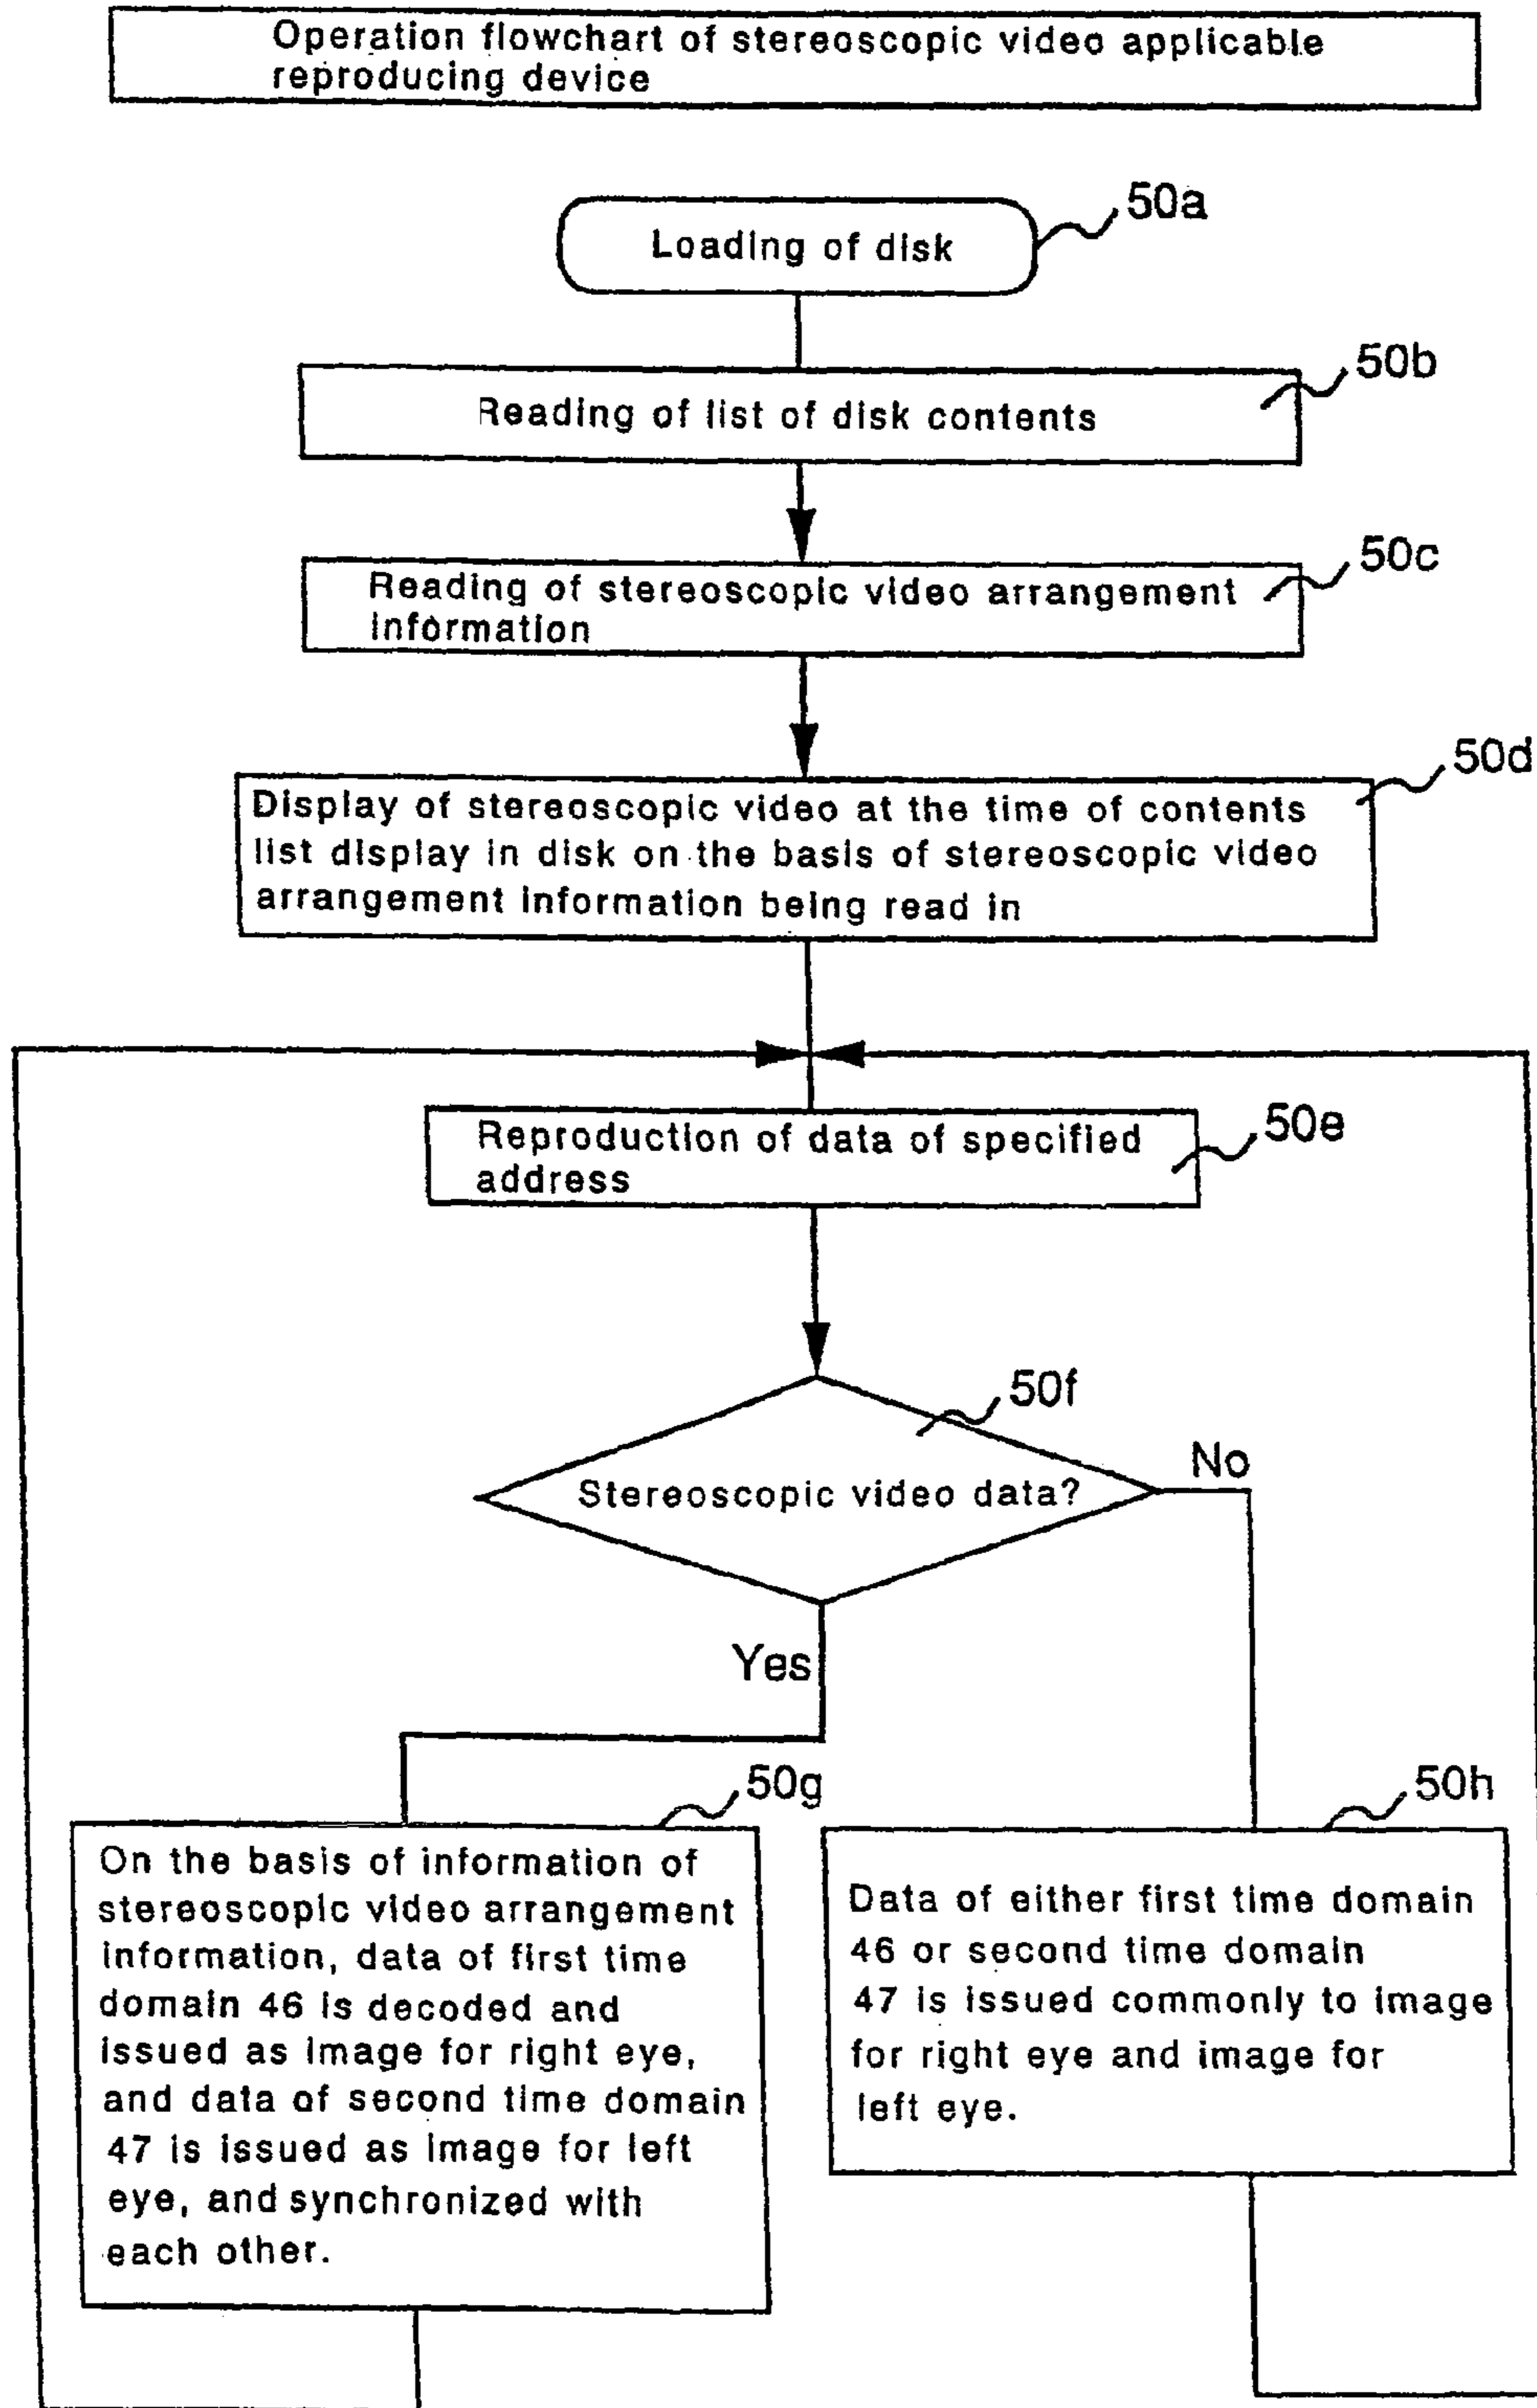 Operation flowchart of stereoscopic video applicable
reproducing device
50a
Loading of disk
50b
Reading of list of disk contents
50c
Reading of stereoscopic video arrangement
information
50d
Display of stereoscopic video at the time of contents
list display in disk on the basis of stereoscopic video
arrangement information being read in
50e
Reproduction of data of specified
address
50f
No
Stereoscopic video data?
Yes
50g
On the basis of information of
stereoscopic video arrangement
information, data of first time
domain 46 is decoded and
issued as image for right eye,
and data of second time domain
47 is issued as image for left
eye, and synchronized with
each other.
50h
Data of either first time domain
46 or second time domain
47 is issued commonly to image
for right eye and image for
left eye.